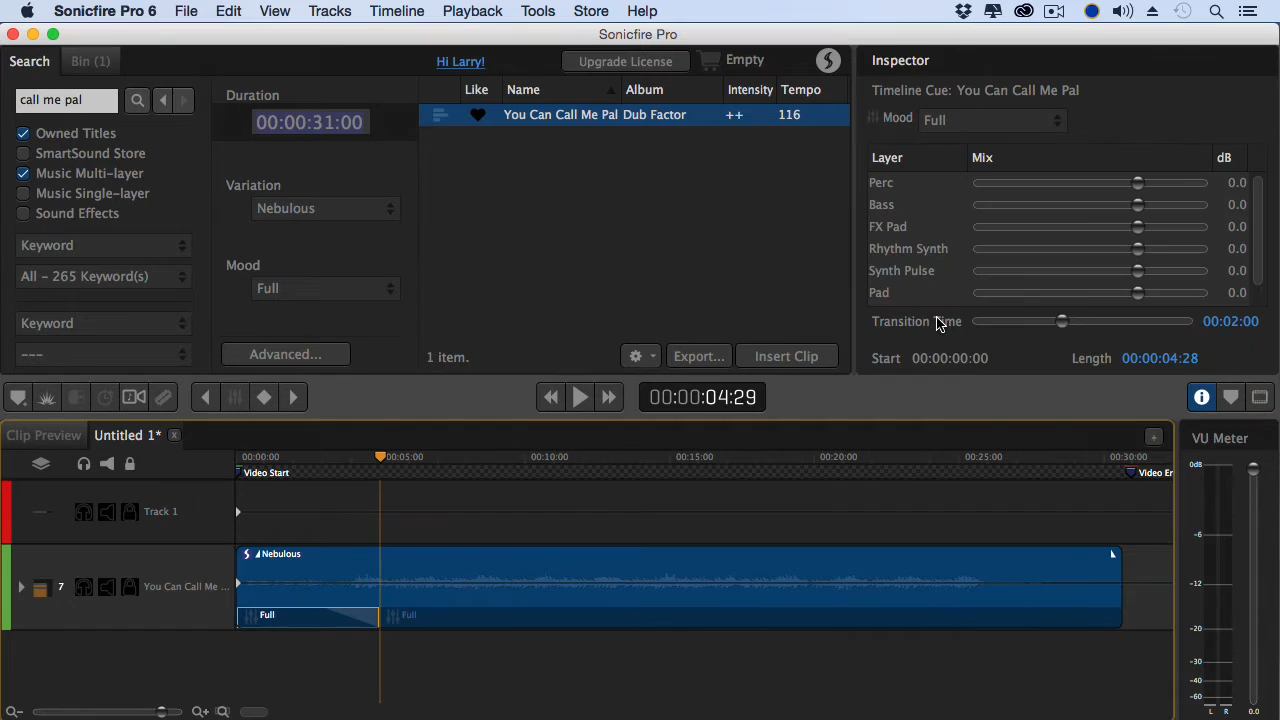 Sonicfire Pro 6 File Edit View Tracks Timeline Playback Tools Store Help
Sonicfire Pro
Search Bin (1) Hi Larry! Upgrade License Empty
call me pal
Owned Titles
SmartSound Store
Music Multi-layer
Music Single-layer
Sound Effects
Keyword
All - 265 Keyword(s)
Keyword
---
Duration
00:00:31:00
Variation
Nebulous
Mood
Full
Advanced...
Like Name Album Intensity Tempo
You Can Call Me Pal Dub Factor ++ 116
1 item. Export... Insert Clip
Inspector
Timeline Cue: You Can Call Me Pal
Mood Full
Layer Mix dB
Perc 0.0
Bass 0.0
FX Pad 0.0
Rhythm Synth 0.0
Synth Pulse 0.0
Pad 0.0
Transition Time 00:02:00
Start 00:00:00:00 Length 00:00:04:28
00:00:04:29
Clip Preview Untitled 1* x +
00:00:00 00:05:00 00:10:00 00:15:00 00:20:00 00:25:00 00:30:00
Video Start Video Er
Track 1
Nebulous
7 You Can Call Me ...
Full Full
VU Meter
0dB
-6
-12
-20
-30
-40
-60
L R 0.0